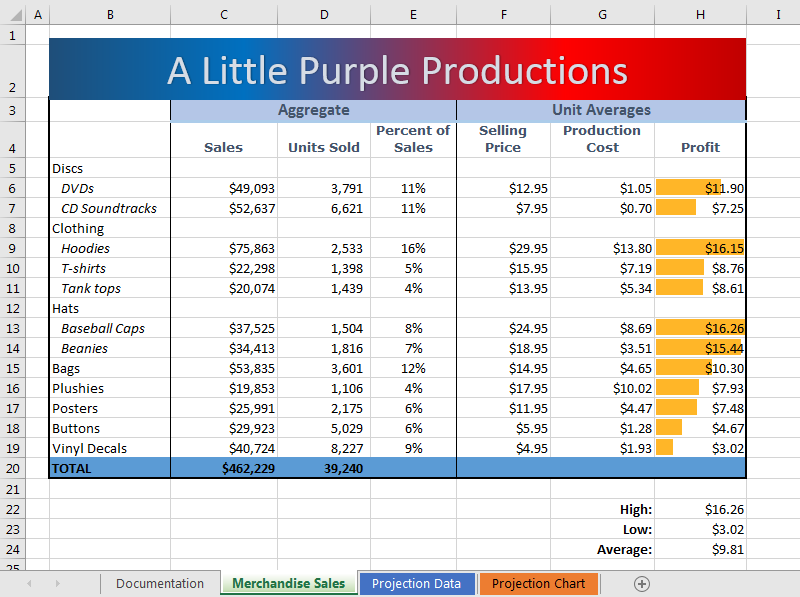 A B C D E F G H I
1
2 A Little Purple Productions
3 Aggregate Unit Averages
Percent of Selling Production
4 Sales Units Sold Sales Price Cost Profit
5 Discs
6 DVDs $49,093 3,791 11% $12.95 $1.05 $11.90
7 CD Soundtracks $52,637 6,621 11% $7.95 $0.70 $7.25
8 Clothing
9 Hoodies $75,863 2,533 16% $29.95 $13.80 $16.15
10 T-shirts $22,298 1,398 5% $15.95 $7.19 $8.76
11 Tank tops $20,074 1,439 4% $13.95 $5.34 $8.61
12 Hats
13 Baseball Caps $37,525 1,504 8% $24.95 $8.69 $16.26
14 Beanies $34,413 1,816 7% $18.95 $3.51 $15.44
15 Bags $53,835 3,601 12% $14.95 $4.65 $10.30
16 Plushies $19,853 1,106 4% $17.95 $10.02 $7.93
17 Posters $25,991 2,175 6% $11.95 $4.47 $7.48
18 Buttons $29,923 5,029 6% $5.95 $1.28 $4.67
19 Vinyl Decals $40,724 8,227 9% $4.95 $1.93 $3.02
20 TOTAL $462,229 39,240
21
22 High: $16.26
23 Low: $3.02
24 Average: $9.81
25
Documentation Merchandise Sales Projection Data Projection Chart